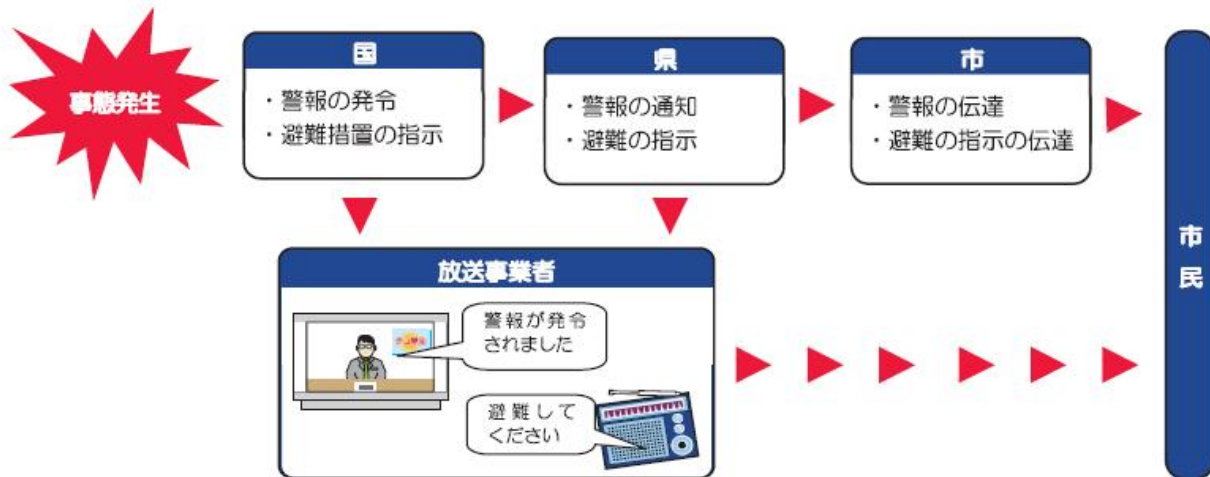 事態発生
国
・警報の発令
・避難措置の指示
県
・警報の通知
・避難の指示
市
・警報の伝達
・避難の指示の伝達
放送事業者
警報が発令
されました
避難して
ください
市民